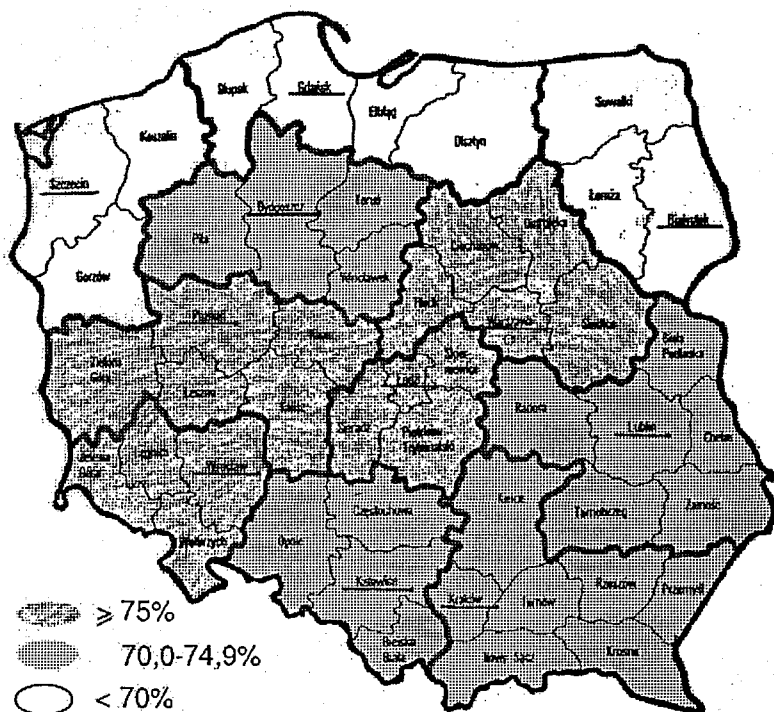 Słupsk
Gdańsk
Elbląg
Suwałki
Koszalin
Olsztyn
Szczecin
Łomża
Białystok
Bydgoszcz
Toruń
Piła
Gorzów
Włocławek
Płock
Poznań
Konin
Siedlce
Biała
Podlaska
Zielona
Góra
Leszno
Łódź
Kalisz
Sieradz
Radom
Lublin
Chełm
Piotrków
Trybunalski
Legnica
Wrocław
Jelenia
Góra
Kielce
Zamość
Tarnobrzeg
Częstochowa
Opole
Wałbrzych
Katowice
Kraków
Tarnów
Rzeszów
Przemyśl
Bielsko
Biała
Nowy Sącz
Krosno
≥ 75%
70,0-74,9%
< 70%